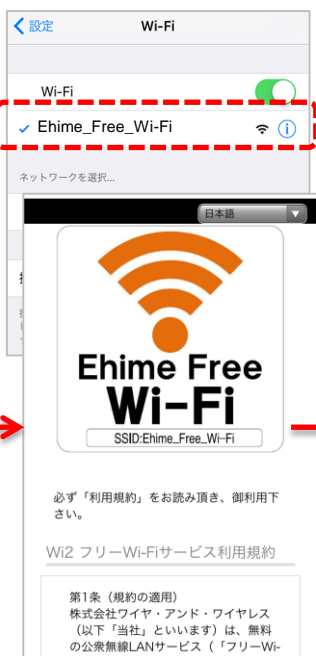 設定
Wi-Fi
Wi-Fi
Ehime_Free_Wi-Fi
ネットワークを選択...
日本語
Ehime Free
Wi-Fi
SSID:Ehime_Free_Wi-Fi
必ず「利用規約」をお読み頂き、御利用下
さい。
Wi2 フリーWi-Fiサービス利用規約
第1条（規約の適用）
株式会社ワイヤ・アンド・ワイヤレス
（以下「当社」といいます）は、無料
の公衆無線LANサービス（「フリーWi-